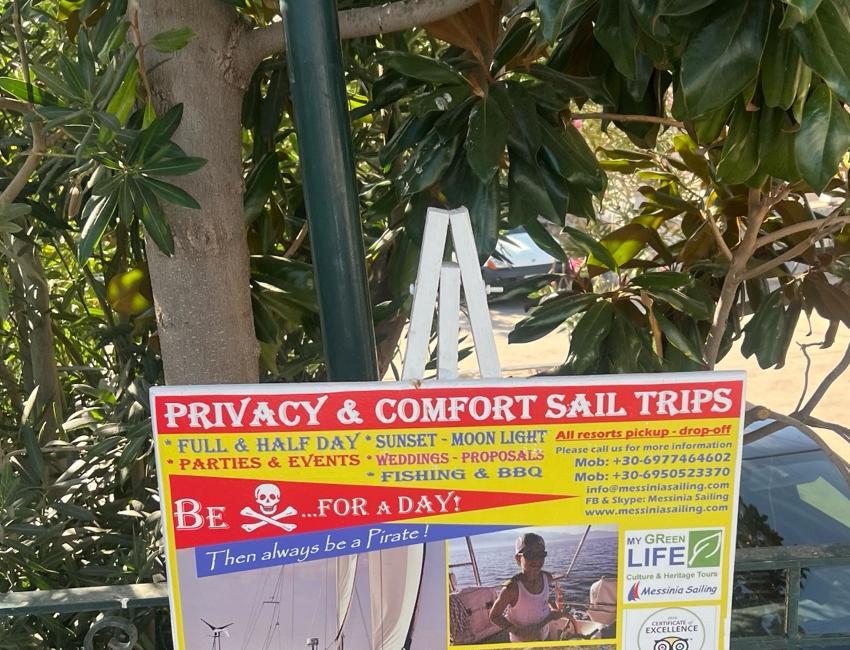 PRIVACY & COMFORT SAIL TRIPS
* FULL & HALF DAY * SUNSET - MOON LIGHT
* PARTIES & EVENTS * WEDDINGS - PROPOSALS
* FISHING & BBQ
All resorts pickup - drop-off
Please call us for more information
Mob: +30-6977464602
Mob: +30-6950523370
info@messiniasailing.com
FB & Skype: Messinia Sailing
www.messiniasailing.com
BE ...FOR A DAY!
Then always be a Pirate !
MY GREEN
LIFE
Culture & Heritage Tours
Messinia Sailing
CERTIFICATE of
EXCELLENCE